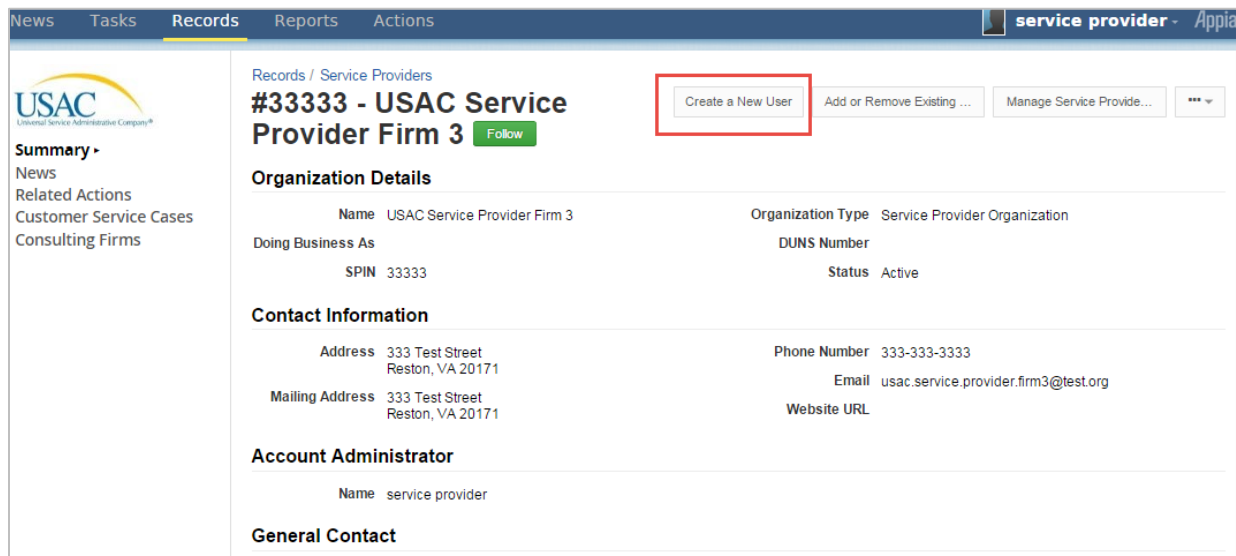 News Tasks Records Reports Actions service provider Appia
USAC
Universal Service Administrative Company®
Summary
News
Related Actions
Customer Service Cases
Consulting Firms
Records / Service Providers
#33333 - USAC Service
Provider Firm 3 Follow
Create a New User Add or Remove Existing ... Manage Service Provide... ...
Organization Details
Name USAC Service Provider Firm 3 Organization Type Service Provider Organization
Doing Business As DUNS Number
SPIN 33333 Status Active
Contact Information
Address 333 Test Street Phone Number 333-333-3333
Reston, VA 20171
Email usac.service.provider.firm3@test.org
Mailing Address 333 Test Street
Reston, VA 20171
Website URL
Account Administrator
Name service provider
General Contact